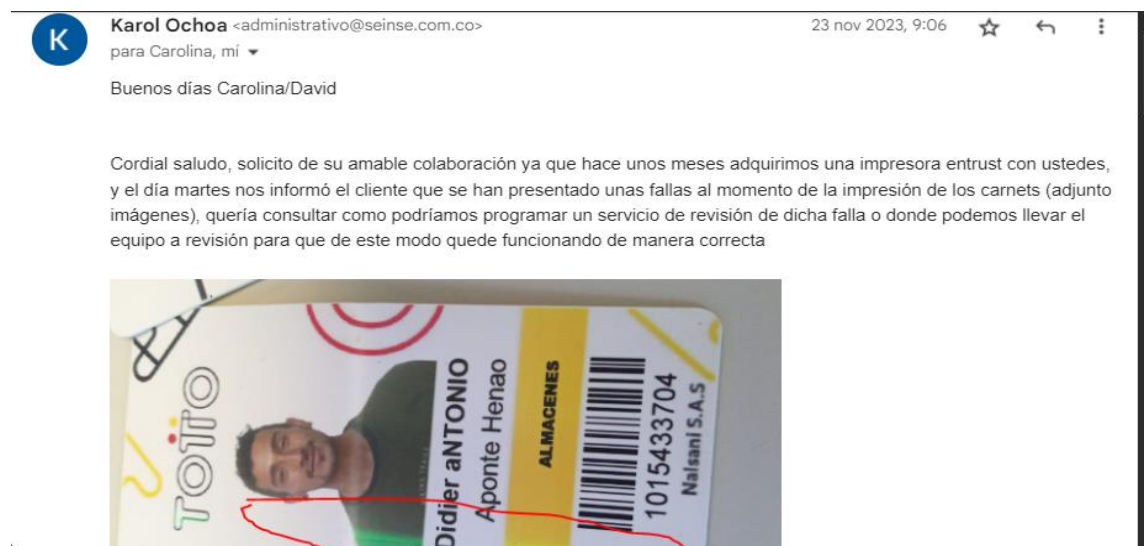 K
Karol Ochoa <administrativo@seinse.com.co>
23 nov 2023, 9:06
para Carolina, mí
Buenos días Carolina/David
Cordial saludo, solicito de su amable colaboración ya que hace unos meses adquirimos una impresora entrust con ustedes,
y el día martes nos informó el cliente que se han presentado unas fallas al momento de la impresión de los carnets (adjunto
imágenes), quería consultar como podríamos programar un servicio de revisión de dicha falla o donde podemos llevar el
equipo a revisión para que de este modo quede funcionando de manera correcta
TOTTO
Didier aNTONIO
Aponte Henao
ALMACENES
1015433704
Nalsani S.A.S